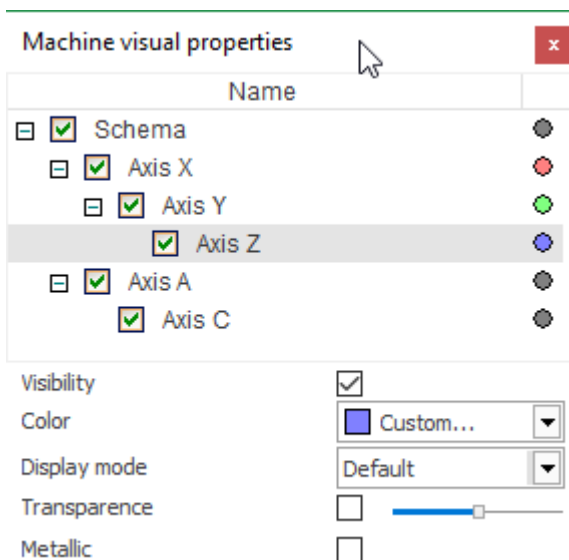 Machine visual properties x
Name
Schema
Axis X
Axis Y
Axis Z
Axis A
Axis C
Visibility
Color Custom...
Display mode Default
Transparence
Metallic